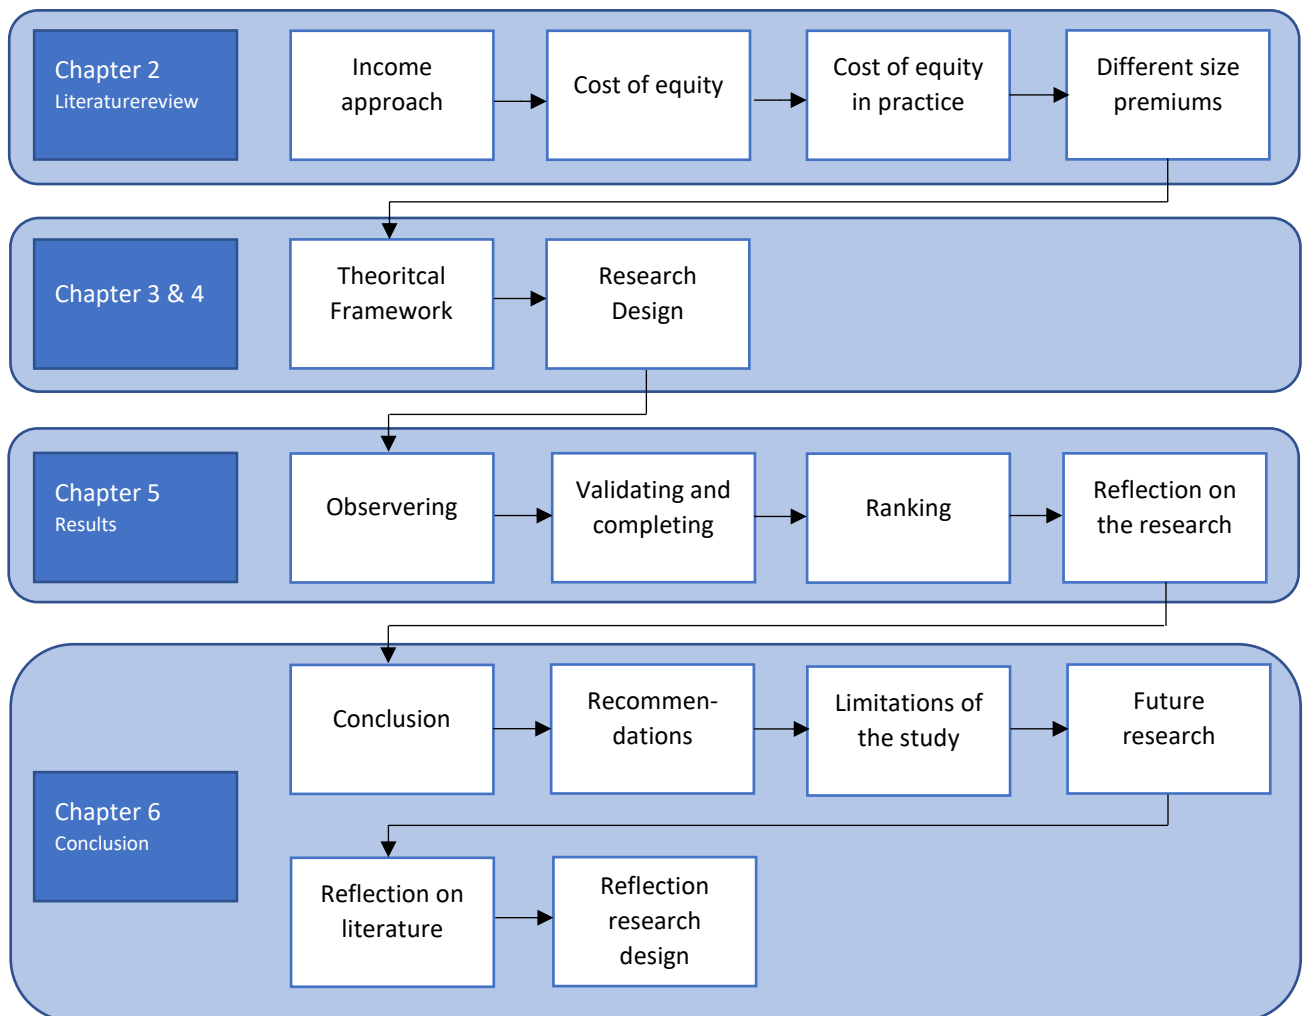 Chapter 2
Literaturereview
Income
approach
Cost of equity
Cost of equity
in practice
Different size
premiums
Chapter 3 & 4
Theoritcal
Framework
Research
Design
Chapter 5
Results
Observering
Validating and
completing
Ranking
Reflection on
the research
Chapter 6
Conclusion
Conclusion
Recommen-
dations
Limitations of
the study
Future
research
Reflection on
literature
Reflection
research
design